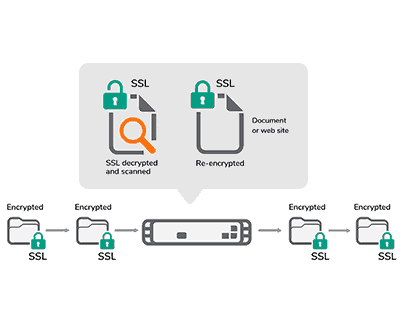 SSL
SSL
Document
or web site
SSL decrypted
and scanned
Re-encrypted
Encrypted
Encrypted
Encrypted
Encrypted
SSL
SSL
SSL
SSL